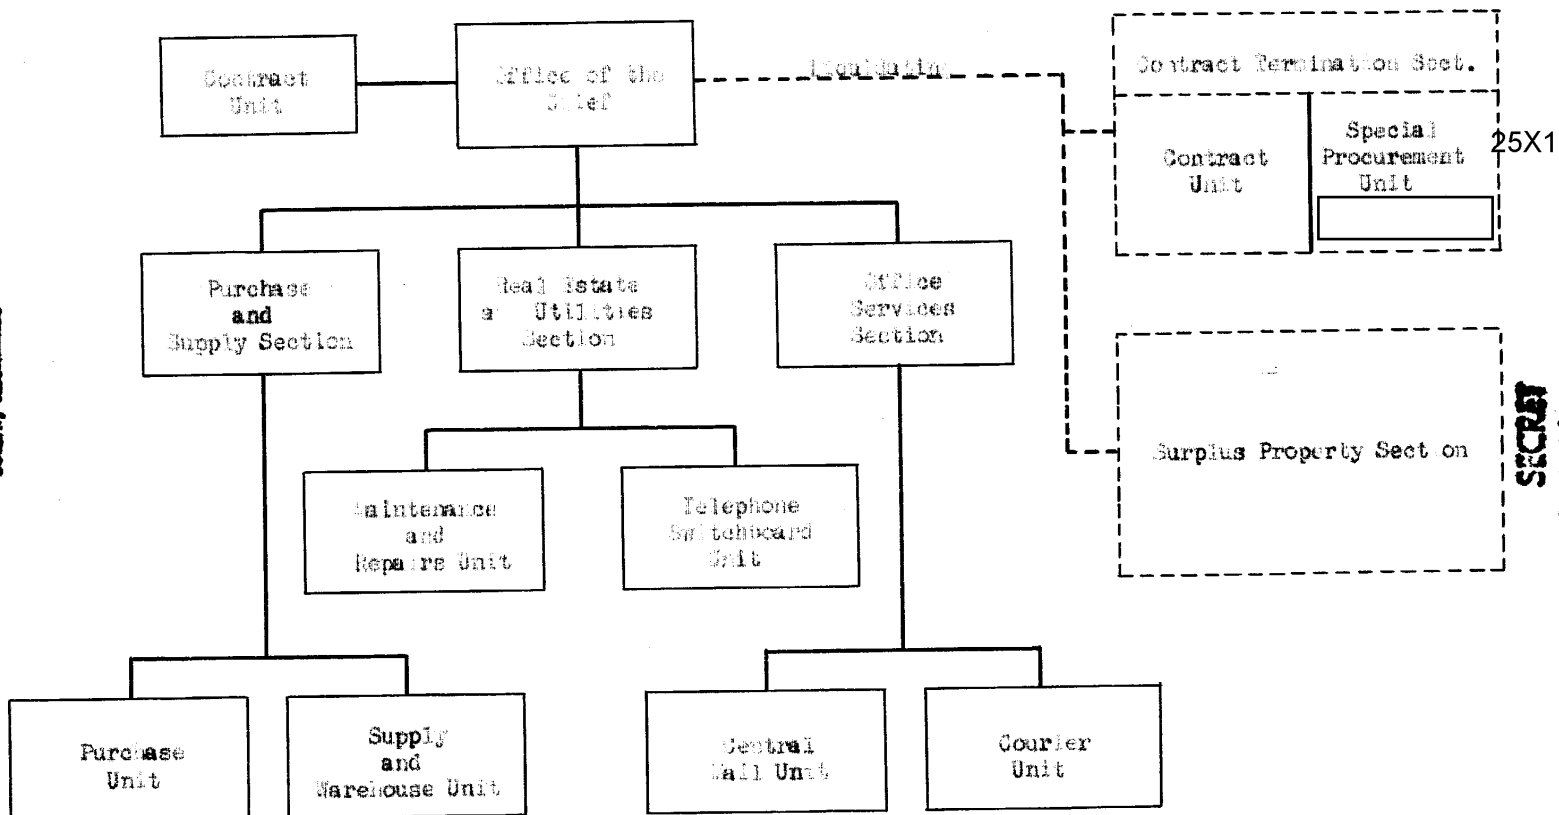 Contract
Unit
Office of the
Chief
Liquidating
Contract Termination Sect.
Contract
Unit
Special
Procurement
Unit
25X1
Purchase
and
Supply Section
Real Estate
and Utilities
Section
Office
Services
Section
Surplus Property Section
SECRET
Maintenance
and
Repairs Unit
Telephone
Switchboard
Unit
Purchase
Unit
Supply
and
Warehouse Unit
Central
Mail Unit
Courier
Unit